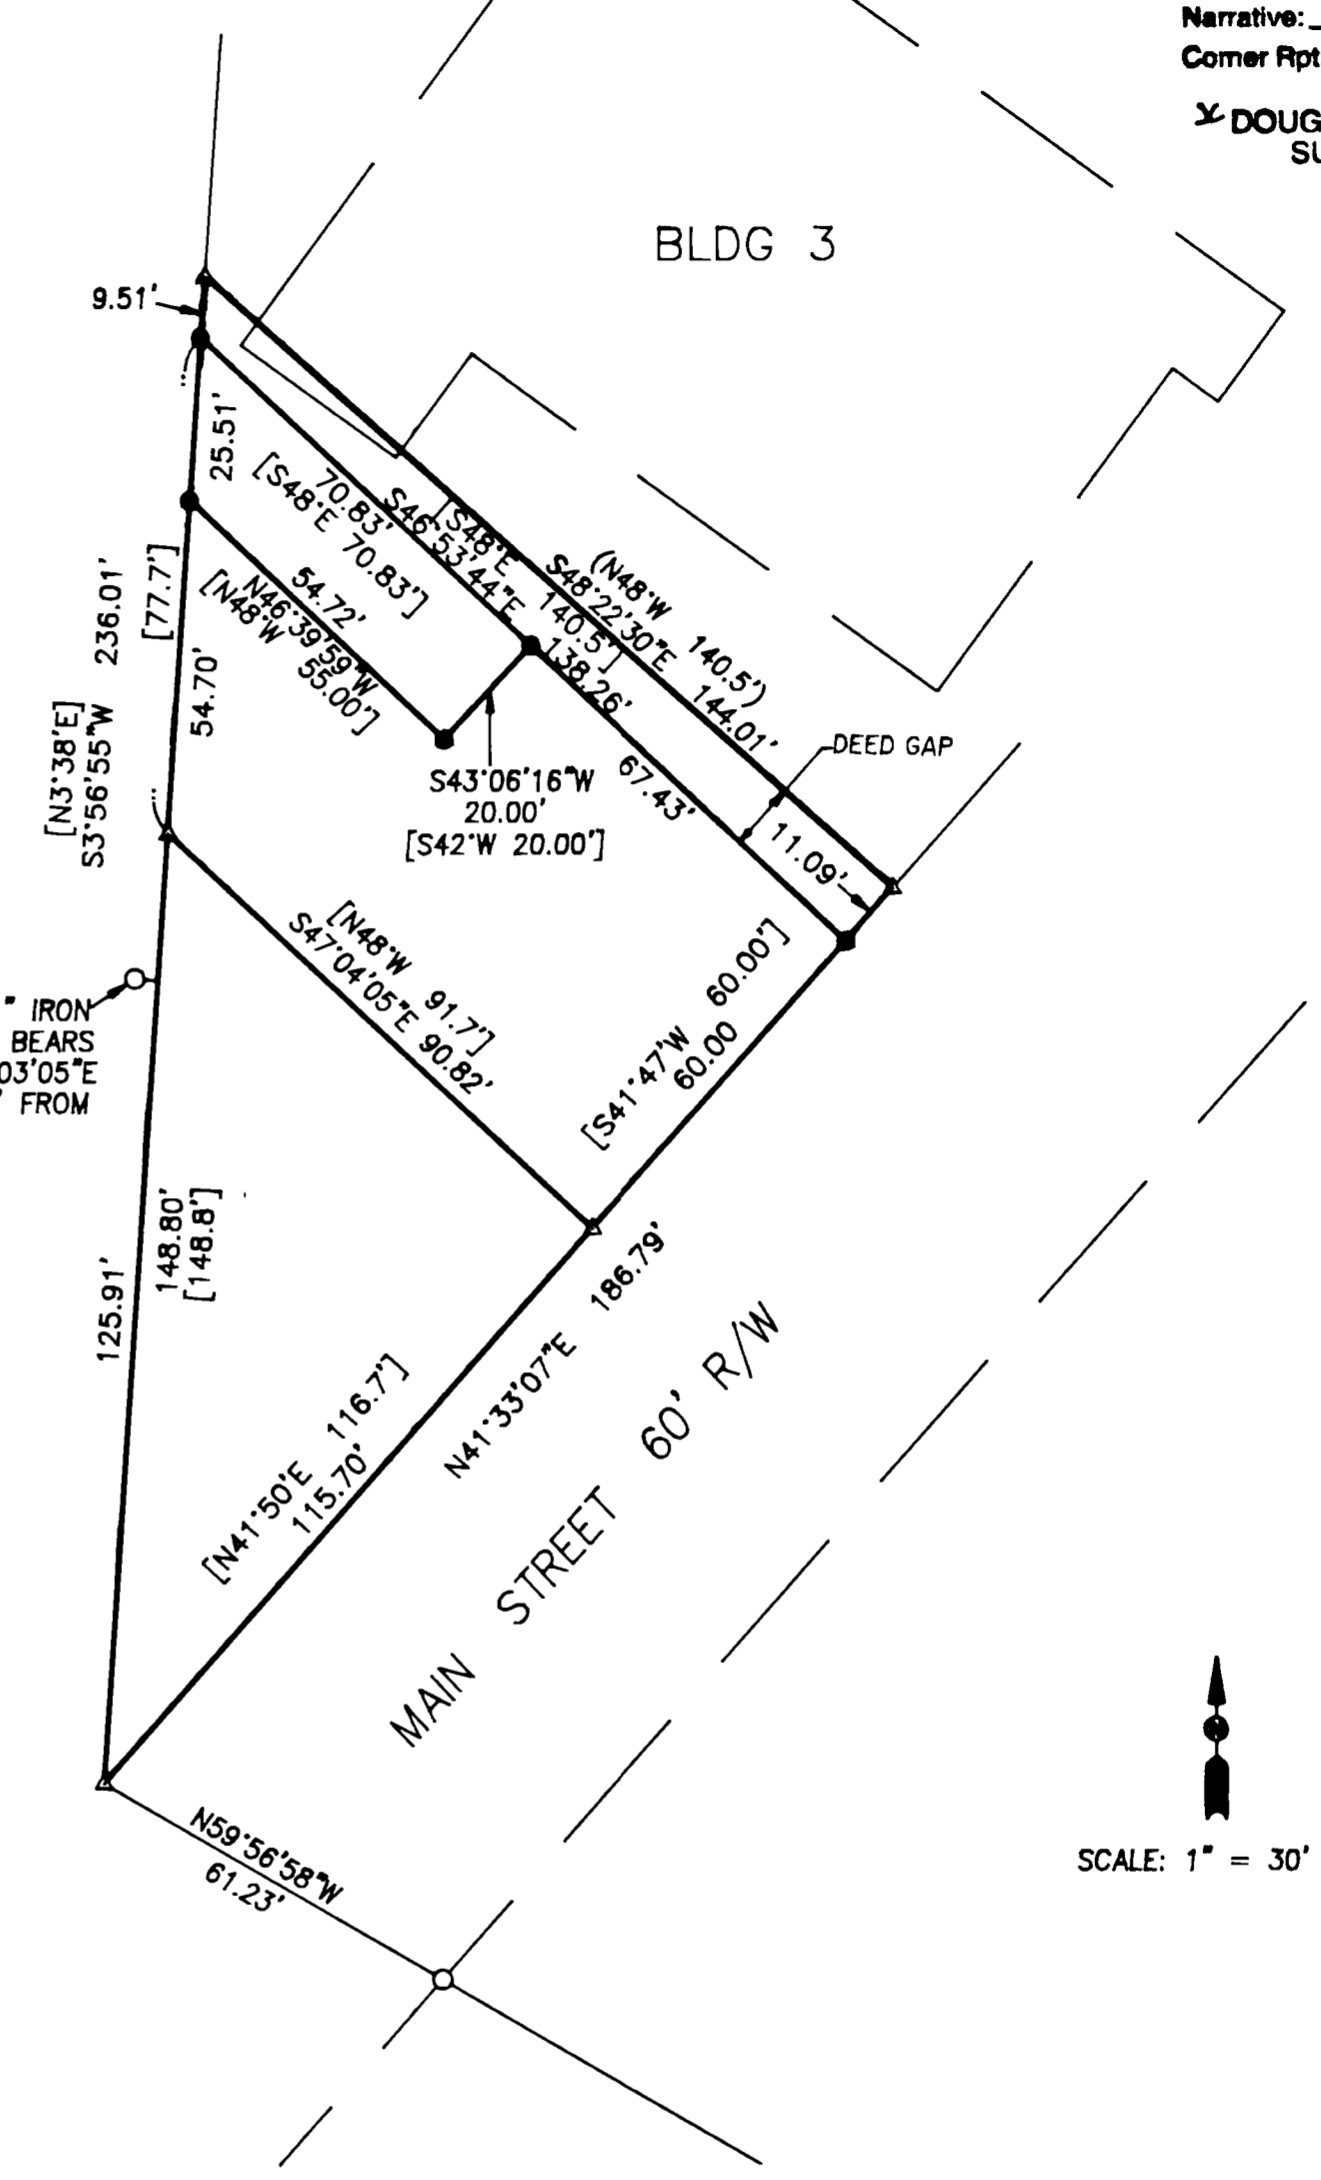 Narrative:
Corner Rpt
DOUG
SU
BLDG 3
9.51'
25.51'
70.83'
[S48°E 70.83']
S46°53'44"E
138.26'
[S48°E 140.5']
(N48°W 140.5')
S48°22'30"E 144.01'
54.72'
N46°39'59"W
[N48°W 55.00']
236.01'
[77.7']
54.70'
[N3°38'E]
S3°56'55"W
S43°06'16"W
20.00'
[S42°W 20.00']
67.43'
DEED GAP
11.09'
[N48°W 91.7']
S47°04'05"E 90.82'
[S41°47'W 60.00']
60.00
" IRON
BEARS
03'05"E
' FROM
148.80'
[148.8']
125.91'
N41°33'07"E 186.79'
[N41°50'E 116.7']
115.70'
MAIN STREET 60' R/W
N59°56'58"W
61.23'
SCALE: 1" = 30'